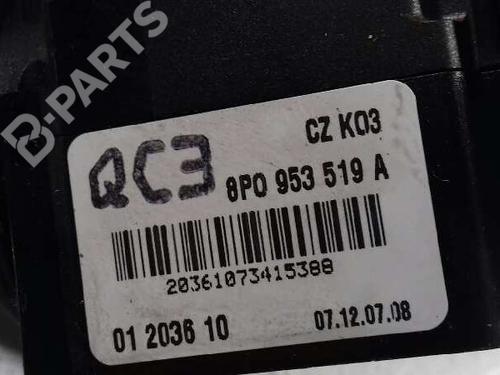 B-PARTS
CZ K03
QC3
8P0 953 519 A
20361073415388
01 2036 10
07.12.07.08